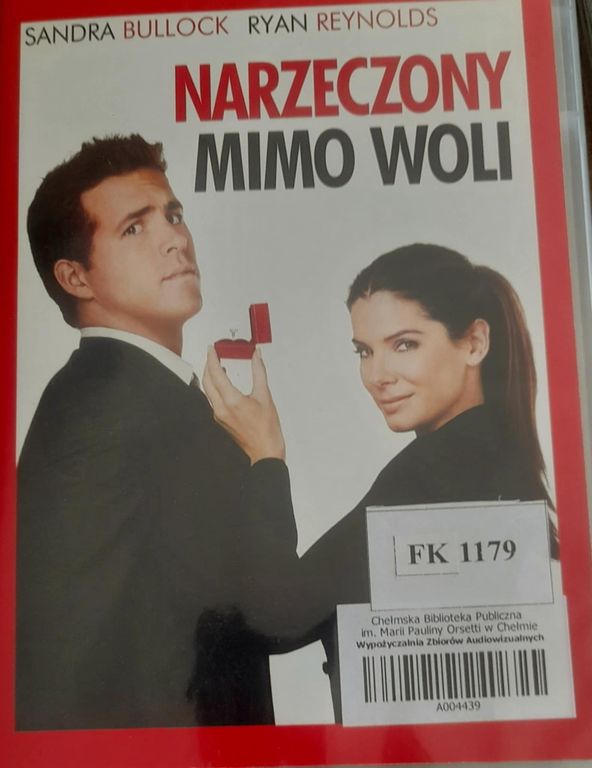 SANDRA BULLOCK RYAN REYNOLDS
NARZECZONY
MIMO WOLI
FK 1179
Chełmska Biblioteka Publiczna
im. Marii Pauliny Orsetti w Chełmie
Wypożyczalnia Zbiorów Audiowizualnych
A004439